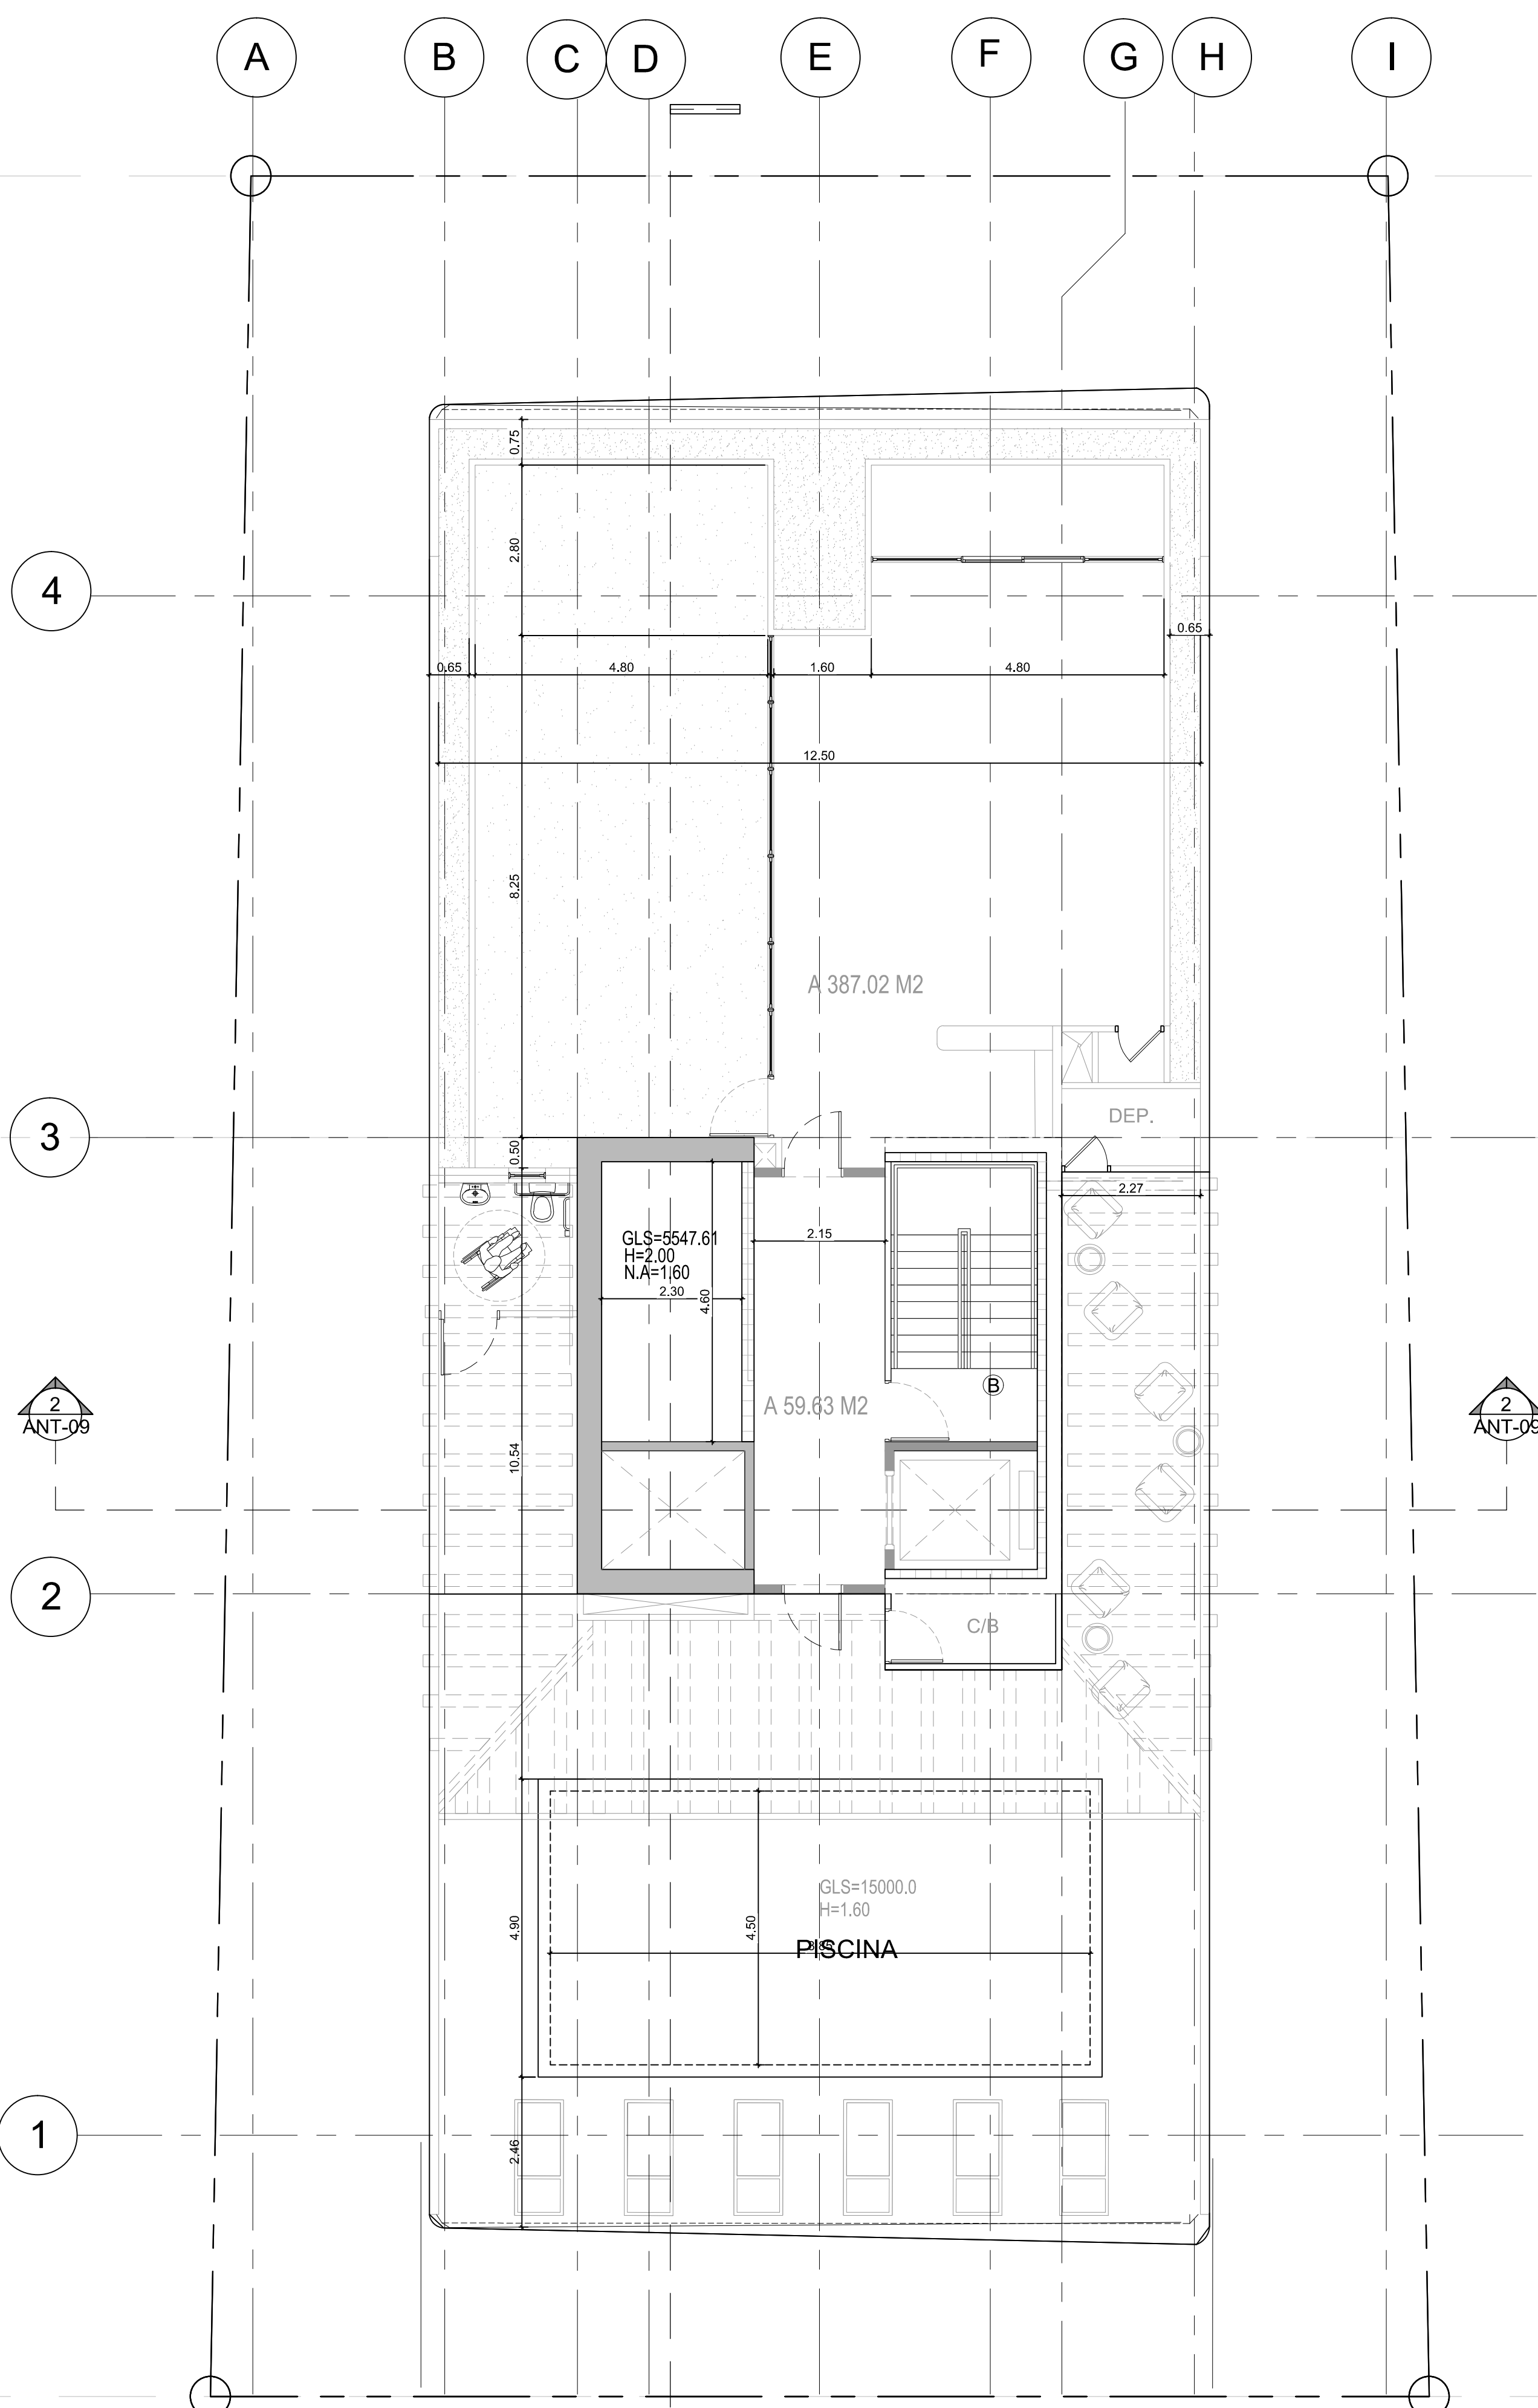 A
B
C
D
E
F
G
H
I
0.75
2.80
4
0.65
4.80
1.60
4.80
0.65
12.50
8.25
A 387.02 M2
DEP.
3
0.50
2.27
GLS=5547.61
H=2.00
N.A=1.60
2.30
4.60
2.15
B
A 59.63 M2
2
ANT-09
2
ANT-09
10.54
2
C/B
GLS=15000.0
H=1.60
4.90
4.50
PISCINA
1
2.46